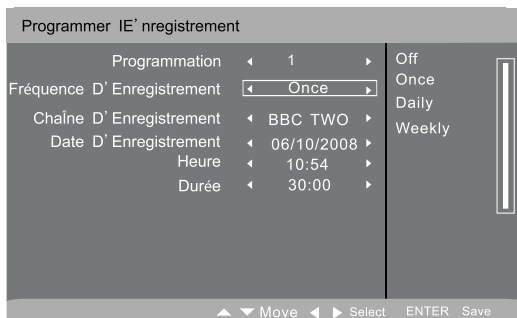 Programmer IE' nregistrement
Programmation 1
Fréquence D' Enregistrement Once
ChaÎne D' Enregistrement BBC TWO
Date D' Enregistrement 06/10/2008
Heure 10:54
Durée 30:00
Off
Once
Daily
Weekly
Move Select ENTER Save